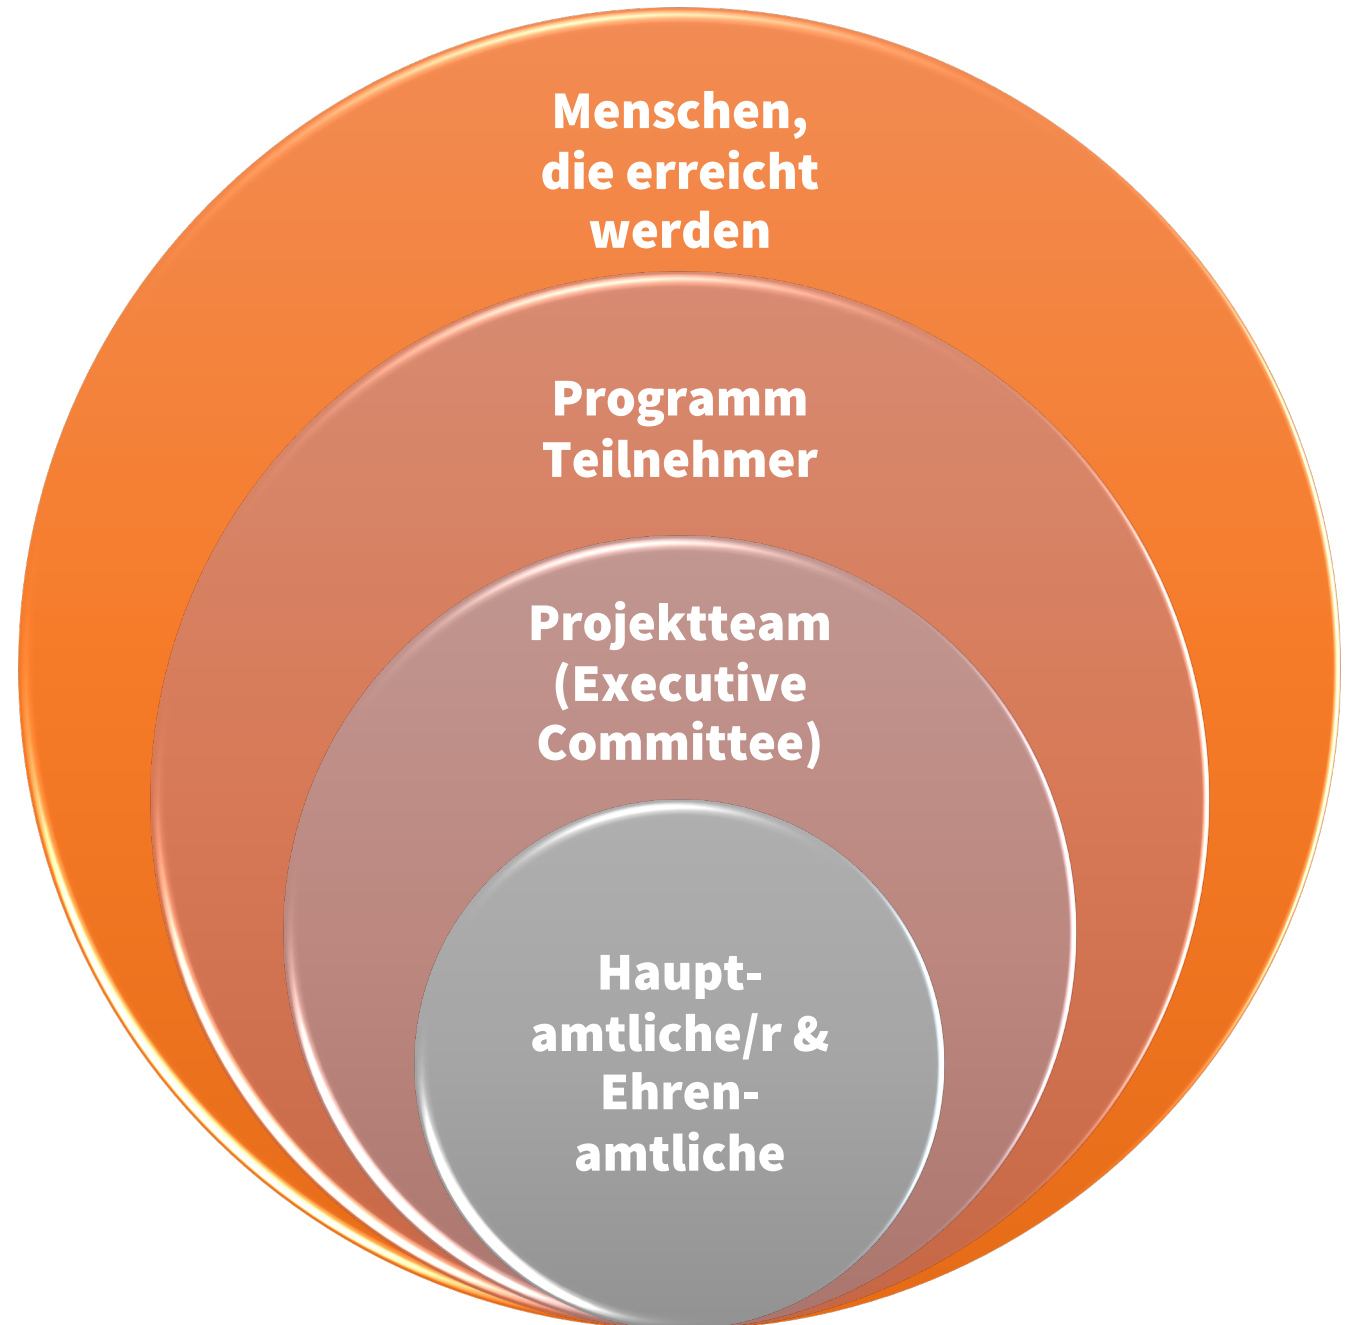 Menschen,
die erreicht
werden
Programm
Teilnehmer
Projektteam
(Executive
Committee)
Haupt-
amtliche/r &
Ehren-
amtliche